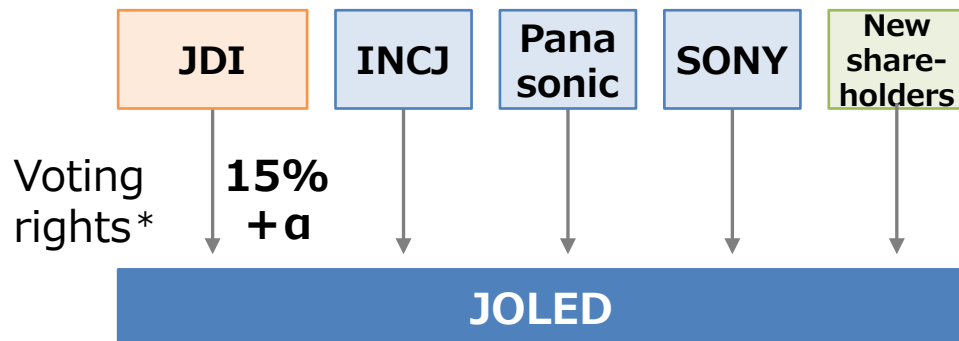 JDI
INCJ
Pana
sonic
SONY
New
share-
holders
Voting
rights*
15%
+α
JOLED